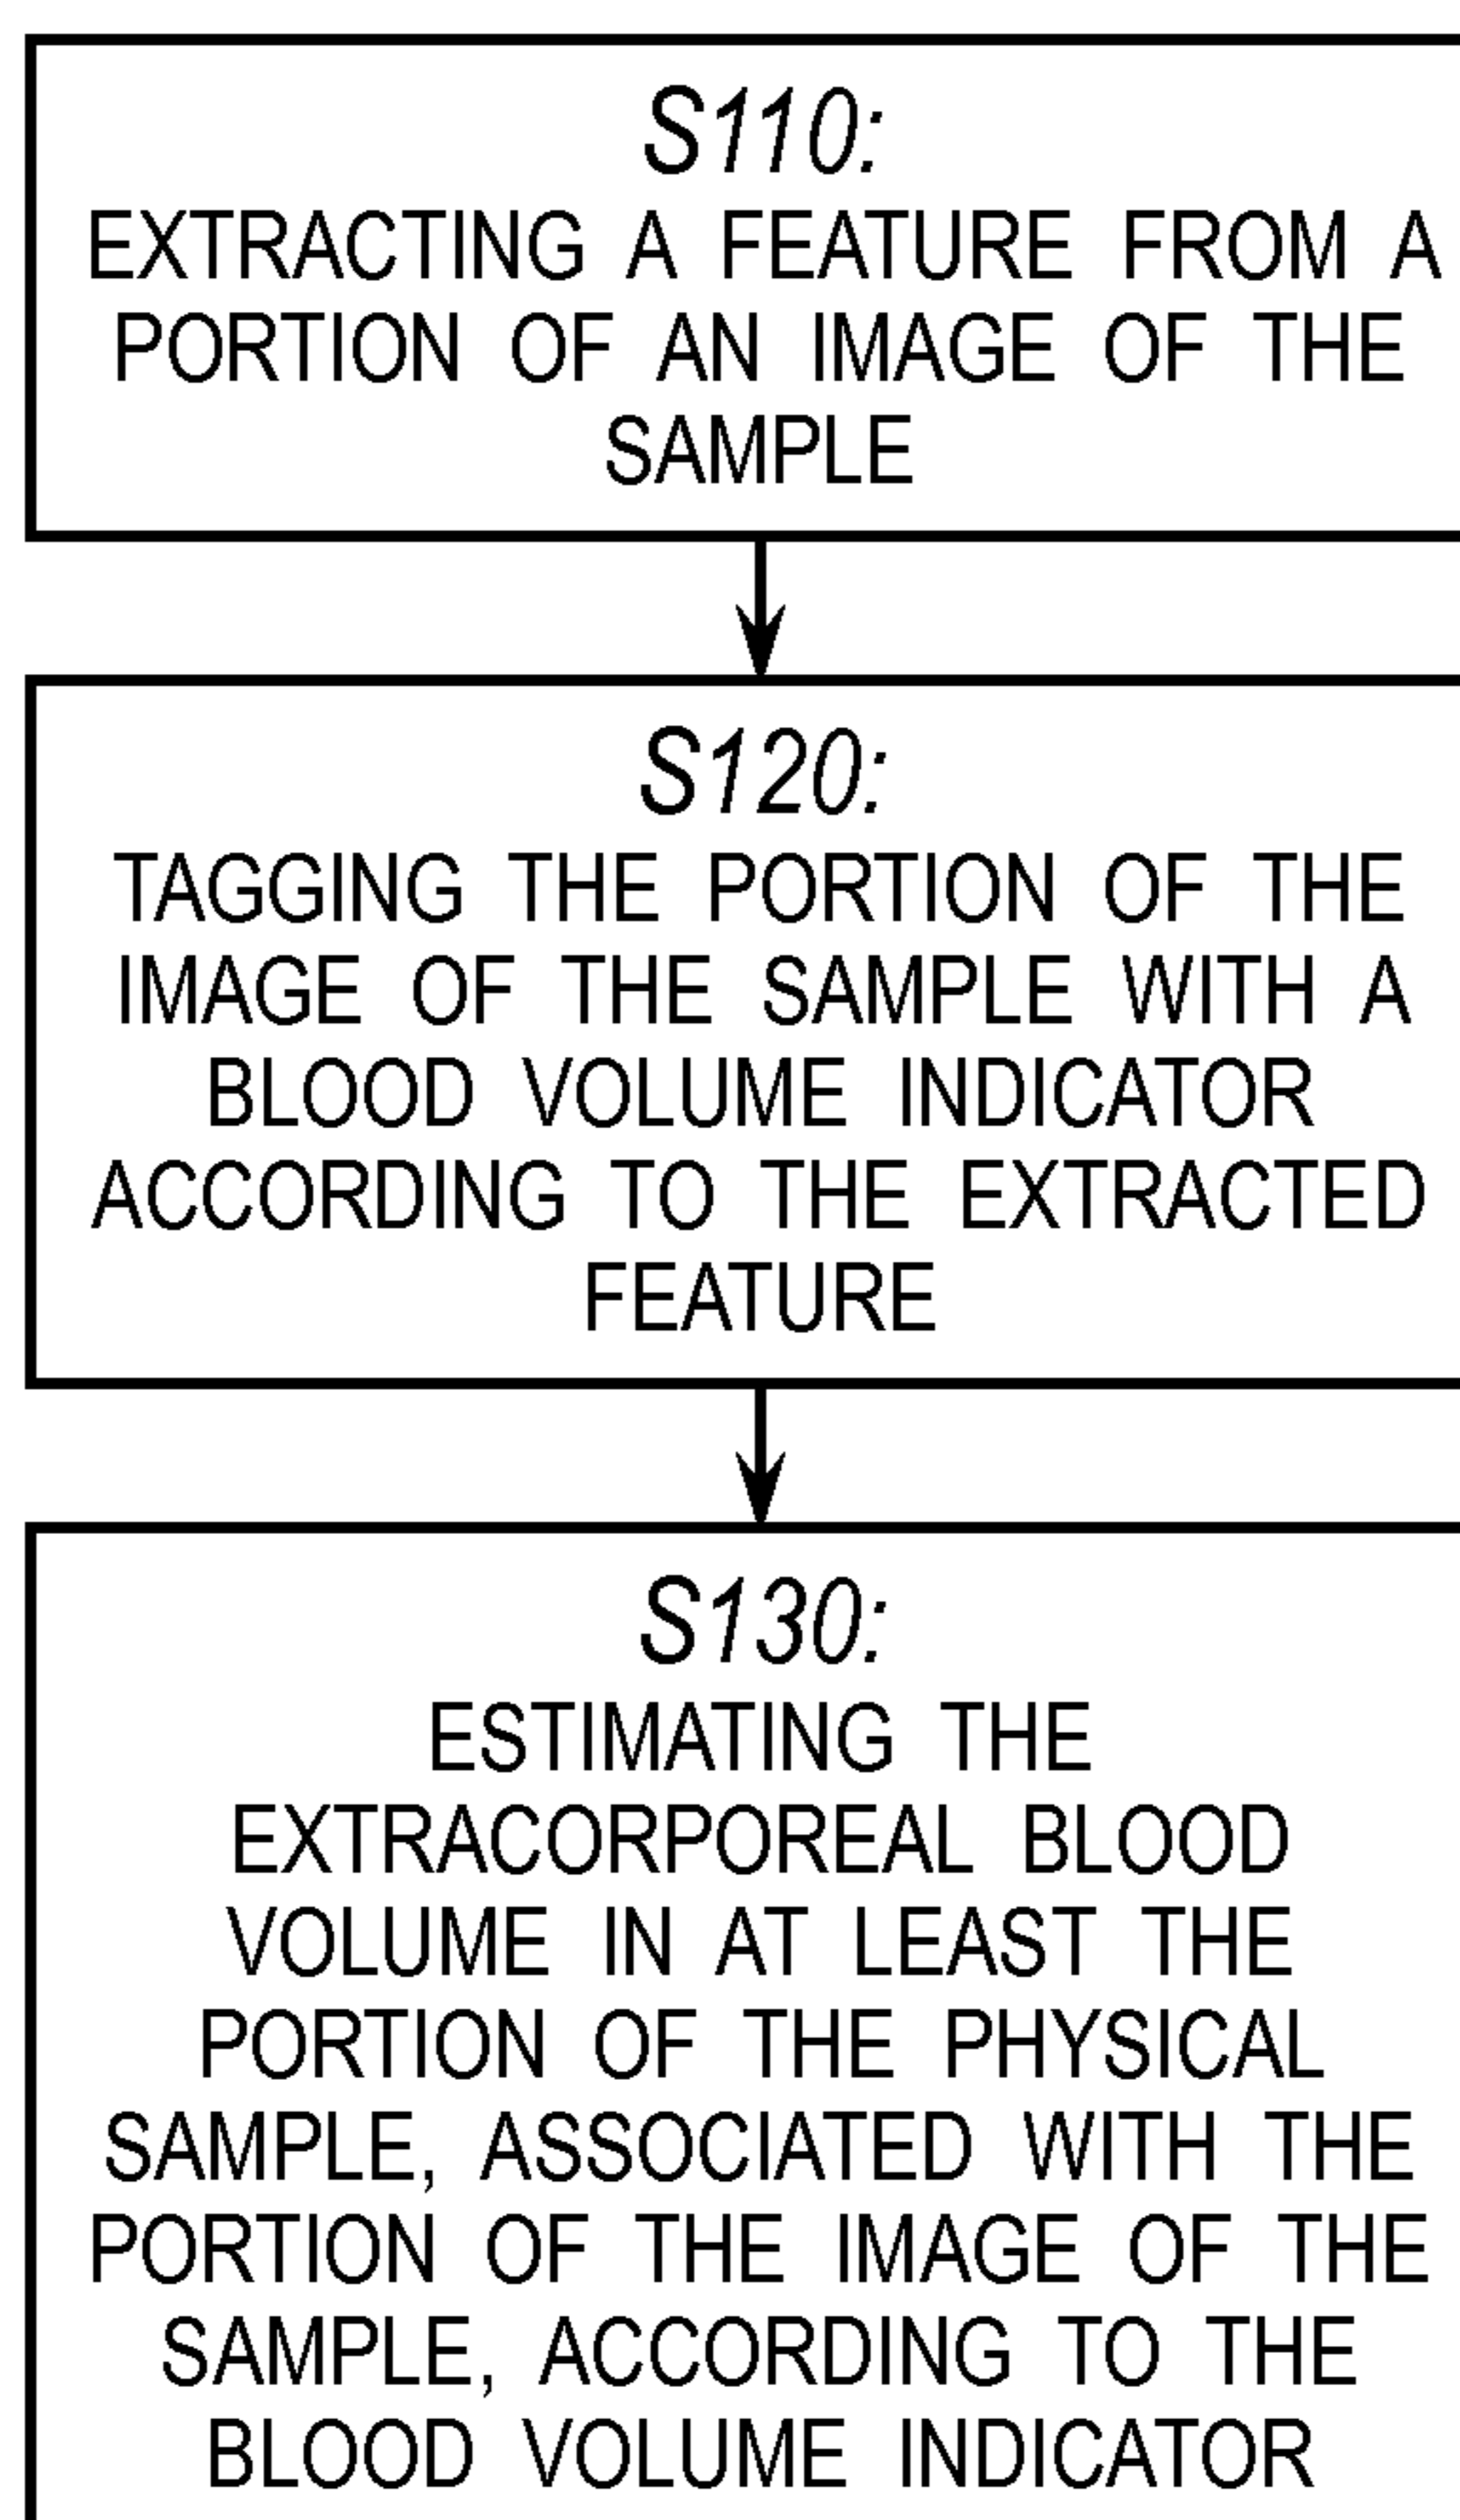 S110:
EXTRACTING A FEATURE FROM A
PORTION OF AN IMAGE OF THE
SAMPLE
S120:
TAGGING THE PORTION OF THE
IMAGE OF THE SAMPLE WITH A
BLOOD VOLUME INDICATOR
ACCORDING TO THE EXTRACTED
FEATURE
S130:
ESTIMATING THE
EXTRACORPOREAL BLOOD
VOLUME IN AT LEAST THE
PORTION OF THE PHYSICAL
SAMPLE, ASSOCIATED WITH THE
PORTION OF THE IMAGE OF THE
SAMPLE, ACCORDING TO THE
BLOOD VOLUME INDICATOR